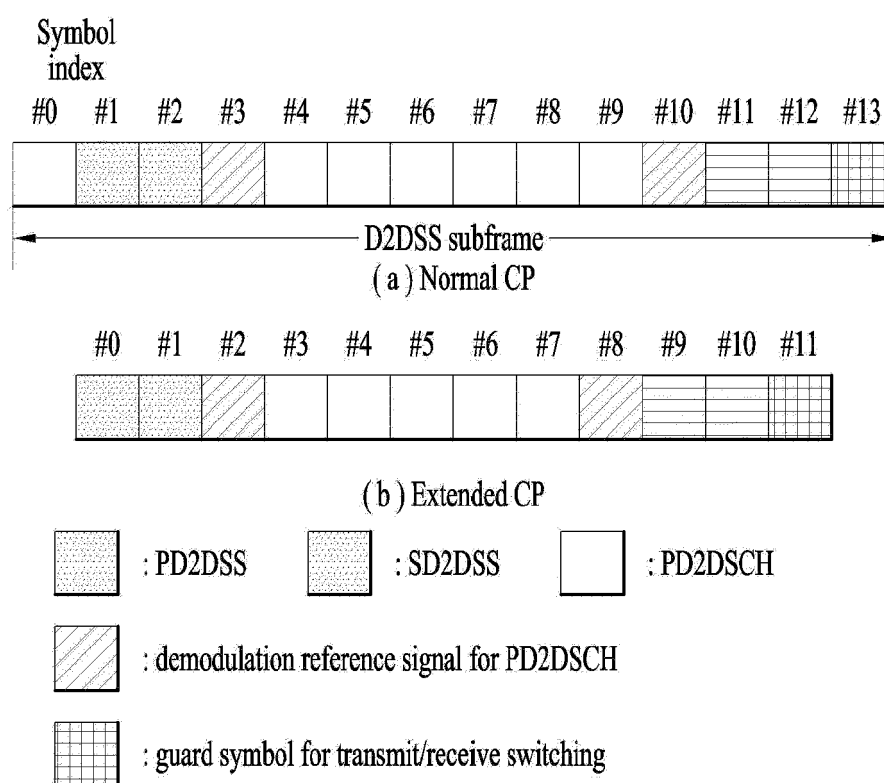 Symbol
index
#0 #1 #2 #3 #4 #5 #6 #7 #8 #9 #10 #11 #12 #13
D2DSS subframe
( a ) Normal CP
#0 #1 #2 #3 #4 #5 #6 #7 #8 #9 #10 #11
( b ) Extended CP
: PD2DSS : SD2DSS : PD2DSCH
: demodulation reference signal for PD2DSCH
: guard symbol for transmit/receive switching